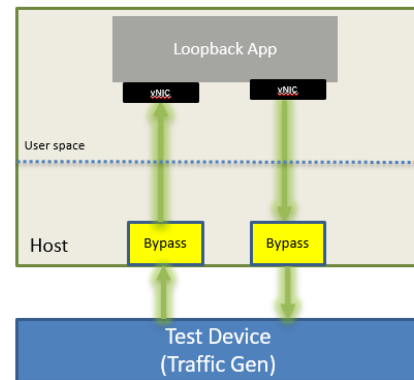 Loopback App
vNIC
vNIC
User space
Host
Bypass
Bypass
Test Device
(Traffic Gen)